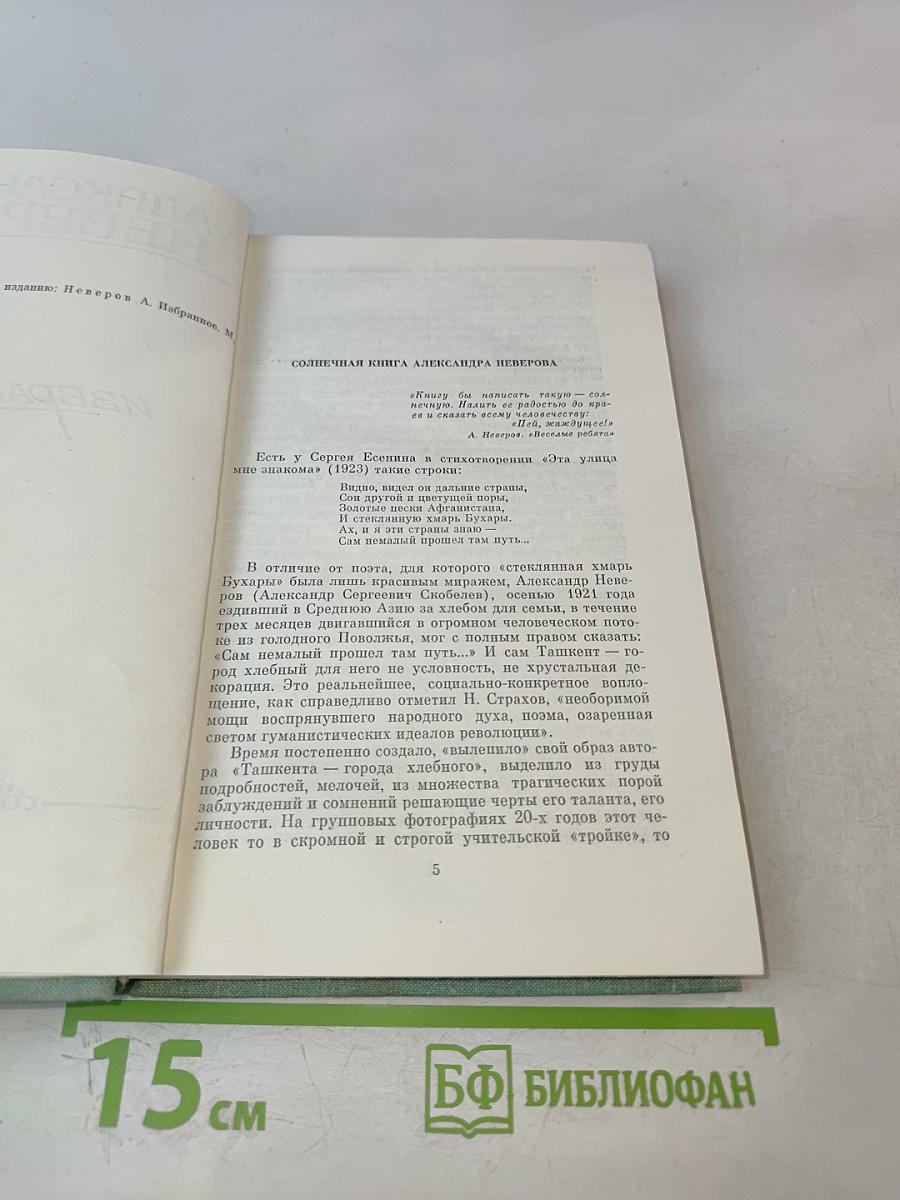 изданию: Неверов А. Избранное. М.
СОЛНЕЧНАЯ КНИГА АЛЕКСАНДРА НЕВЕРОВА
«Книгу бы написать такую — сол-
нечную. Налить ее радостью до кра-
ев и сказать всему человечеству:
«Пей, жаждущее!»
А. Неверов. «Веселые ребята»
Есть у Сергея Есенина в стихотворении «Эта улица
мне знакома» (1923) такие строки:
Видно, видел он дальние страны,
Сон другой и цветущей поры,
Золотые пески Афганистана,
И стеклянную хмарь Бухары.
Ах, и я эти страны знаю —
Сам немалый прошел там путь...
В отличие от поэта, для которого «стеклянная хмарь
Бухары» была лишь красивым миражем, Александр Неве-
ров (Александр Сергеевич Скобелев), осенью 1921 года
ездивший в Среднюю Азию за хлебом для семьи, в течение
трех месяцев двигавшийся в огромном человеческом пото-
ке из голодного Поволжья, мог с полным правом сказать:
«Сам немалый прошел там путь...» И сам Ташкент — го-
род хлебный для него не условность, не хрустальная де-
корация. Это реальнейшее, социально-конкретное вопло-
щение, как справедливо отметил Н. Страхов, «необоримой
мощи воспрянувшего народного духа, поэма, озаренная
светом гуманистических идеалов революции».
Время постепенно создало, «вылепило» свой образ авто-
ра «Ташкента — города хлебного», выделило из груды
подробностей, мелочей, из множества трагических порой
заблуждений и сомнений решающие черты его таланта, его
личности. На групповых фотографиях 20-х годов этот че-
ловек то в скромной и строгой учительской «тройке», то
5
15 см
БФ БИБЛИОФАН